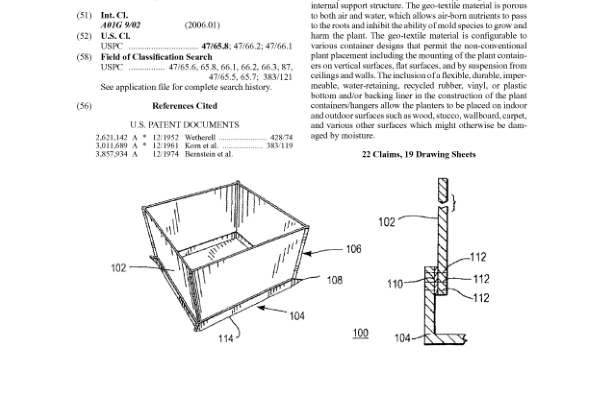 (51) Int. Cl.
A01G 9/02 (2006.01)
(52) U.S. Cl.
USPC ........................ 47/65.8; 47/66.2; 47/66.1
(58) Field of Classification Search
USPC ............... 47/65.6, 65.8, 66.1, 66.2, 66.3, 87,
47/65.5, 65.7; 383/121
See application file for complete search history.
(56) References Cited
U.S. PATENT DOCUMENTS
2,621,142 A * 12/1952 Wetherell .................... 428/74
3,011,689 A * 12/1961 Korn et al. ................ 383/119
3,857,934 A 12/1974 Bernstein et al.
internal support structure. The geo-textile material is porous
to both air and water, which allows air-born nutrients to pass
to the roots and inhibit the ability of mold species to grow and
harm the plant. The geo-textile material is configurable to
various container designs that permit the non-conventional
plant placement including the mounting of the plant contain-
ers on vertical surfaces, flat surfaces, and by suspension from
ceilings and walls. The inclusion of a flexible, durable, imper-
meable, water-retaining, recycled rubber, vinyl, or plastic
bottom and/or backing liner in the construction of the plant
containers/hangers allow the planters to be placed on indoor
and outdoor surfaces such as wood, stucco, wallboard, carpet,
and various other surfaces which might otherwise be dam-
aged by moisture.
22 Claims, 19 Drawing Sheets
102
106
108
104
114
102
112
110
112
112
100
104